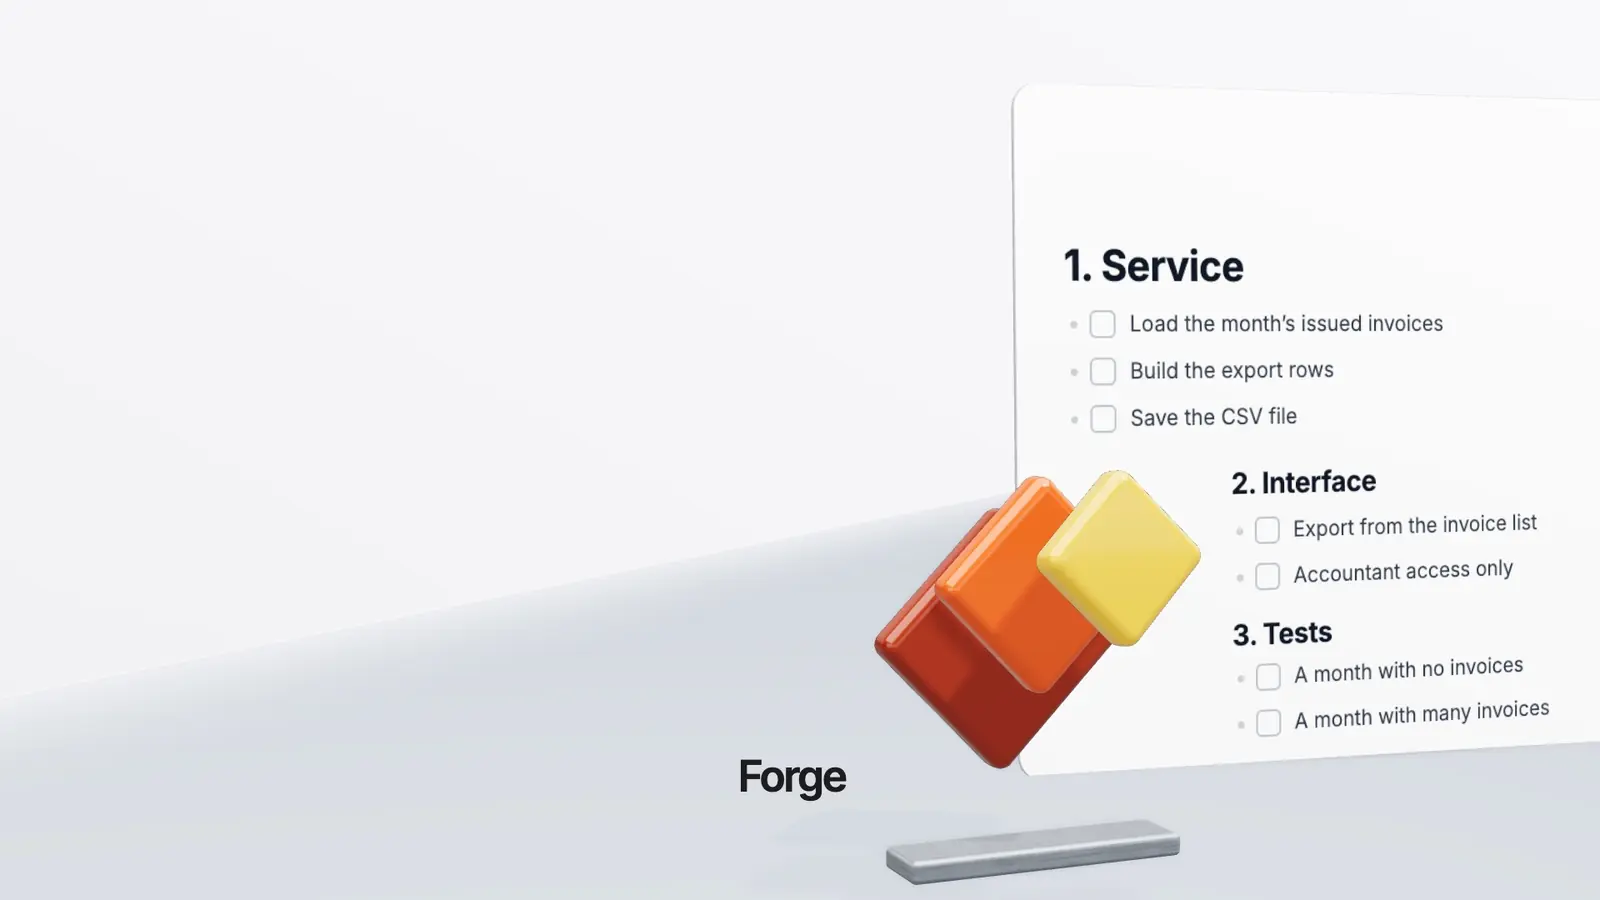 1. Service
Load the month's issued invoices
Build the export rows
Save the CSV file
2. Interface
Export from the invoice list
Accountant access only
3. Tests
A month with no invoices
A month with many invoices
Forge